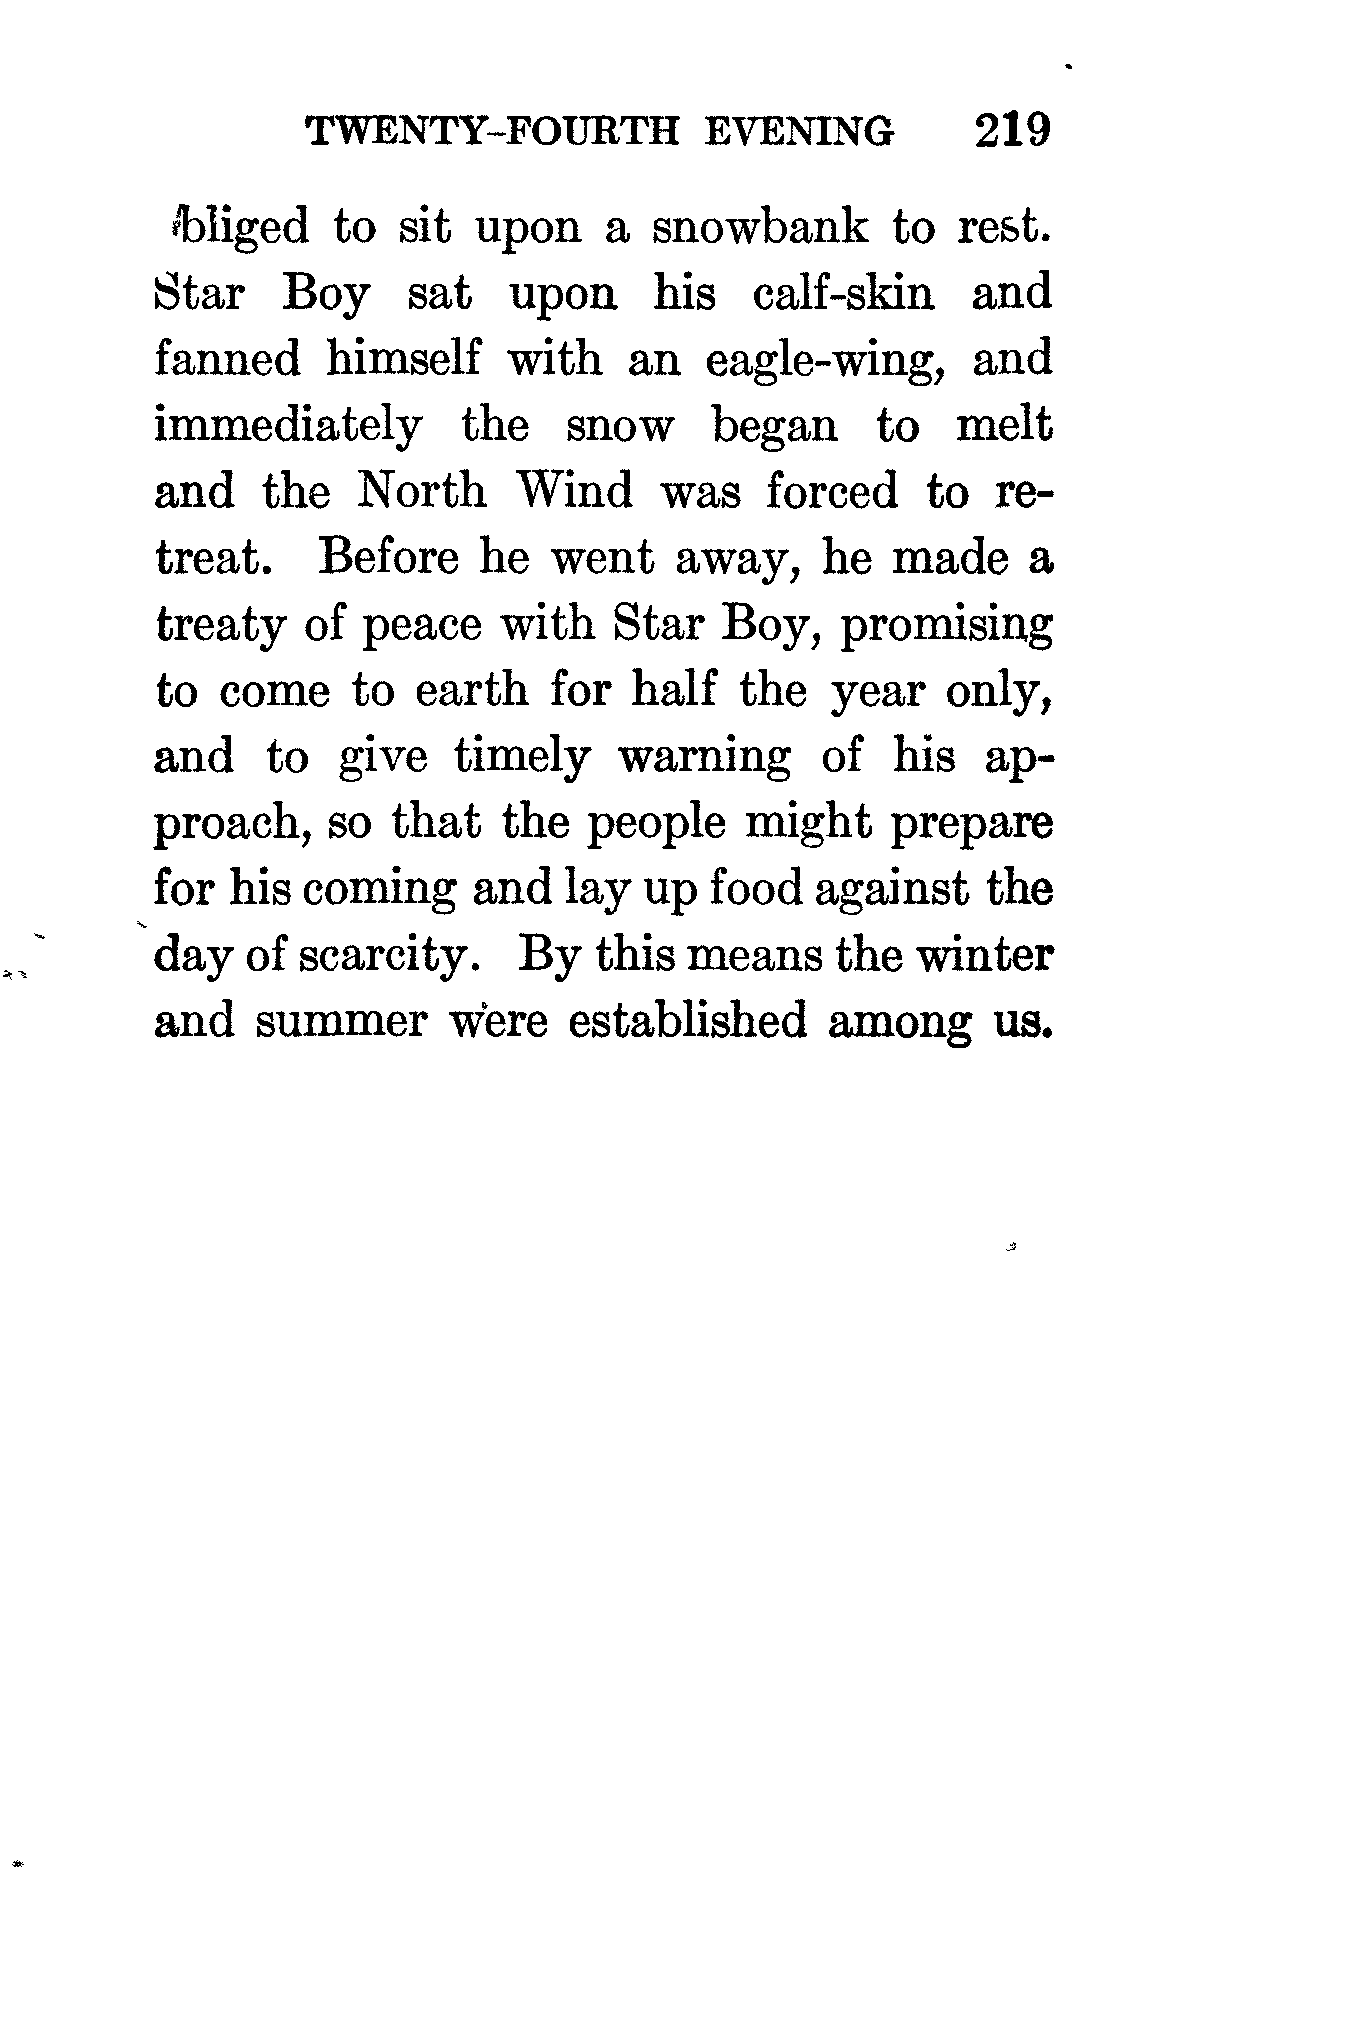 TWENTY-FOURTH EVENING 219
obliged to sit upon a snowbank to rest.
Star Boy sat upon his calf-skin and
fanned himself with an eagle-wing, and
immediately the snow began to melt
and the North Wind was forced to re-
treat. Before he went away, he made a
treaty of peace with Star Boy, promising
to come to earth for half the year only,
and to give timely warning of his ap-
proach, so that the people might prepare
for his coming and lay up food against the
day of scarcity. By this means the winter
and summer were established among us.